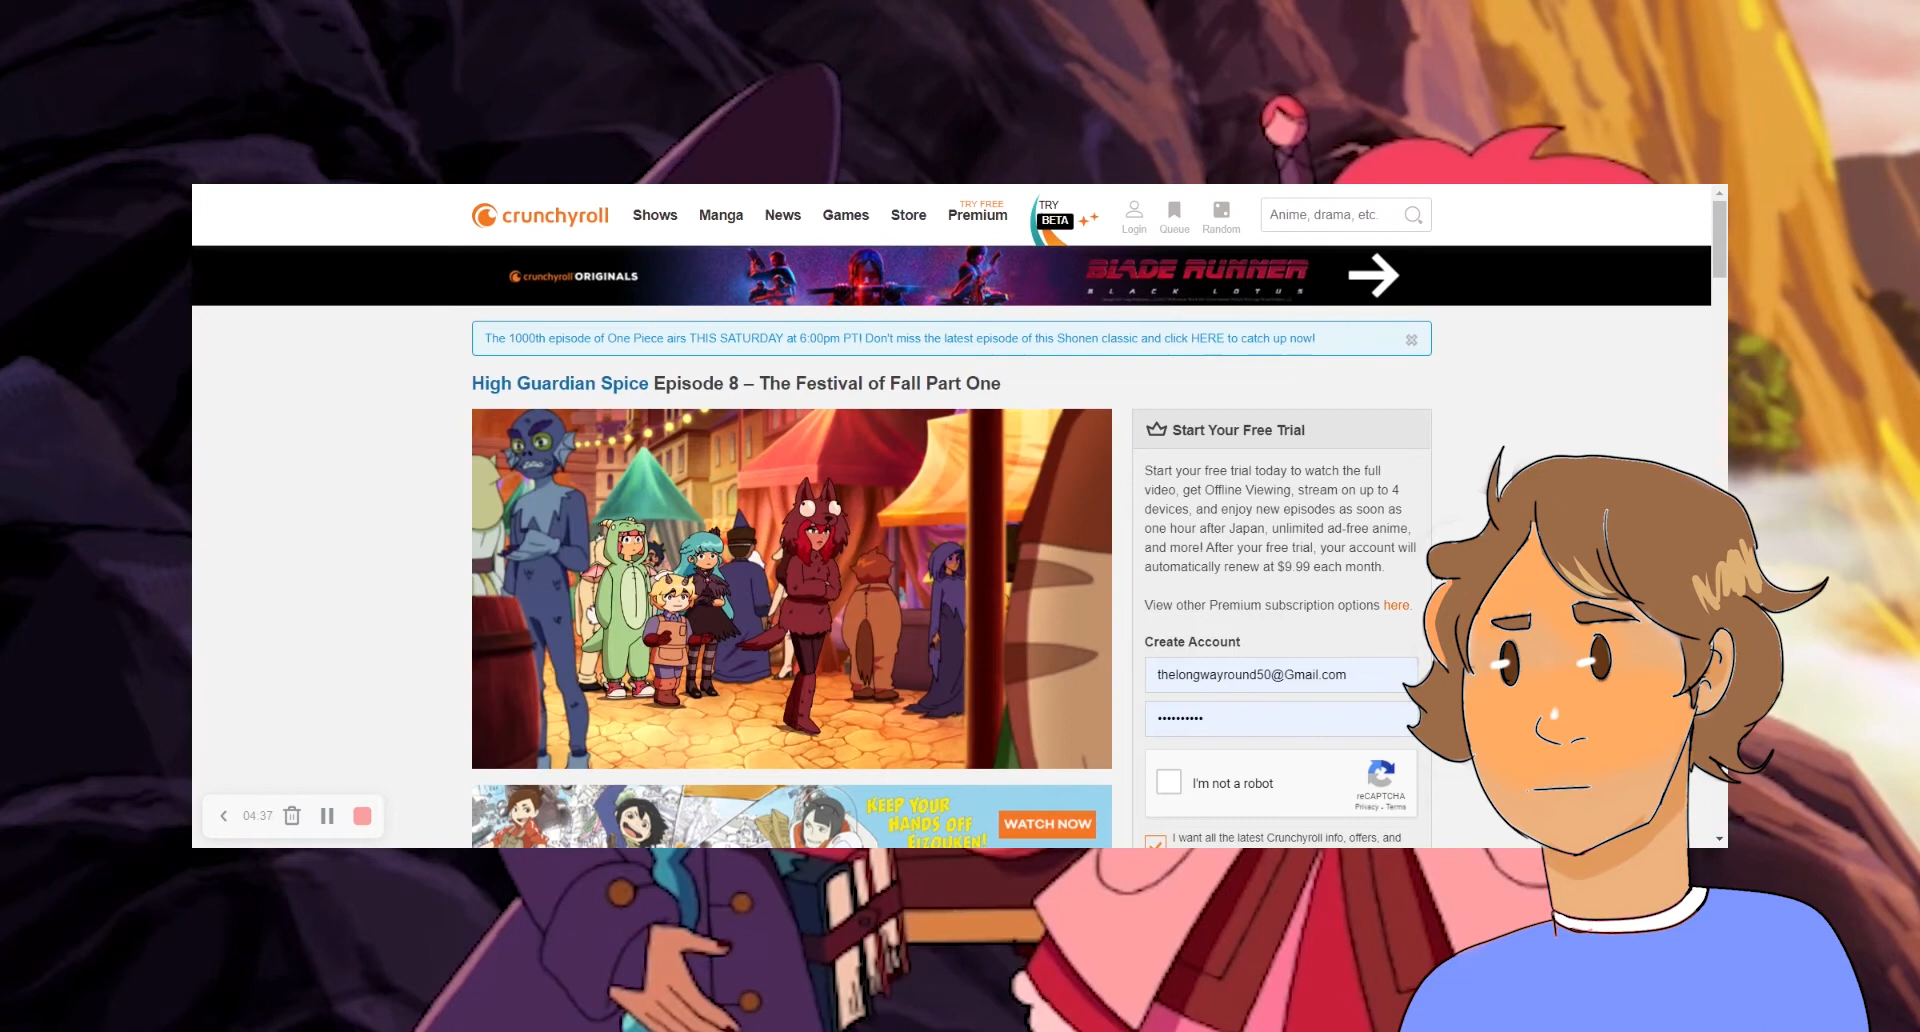 crunchyroll
Shows
Manga
News
Games
Store
TRY FREE
Premium
TRY
BETA
Login
Queue
Random
Anime, drama, etc.
crunchyroll ORIGINALS
BLADE RUNNER
BLACK LOTUS
The 1000th episode of One Piece airs THIS SATURDAY at 6:00pm PT! Don't miss the latest episode of this Shonen classic and click HERE to catch up now!
High Guardian Spice Episode 8 – The Festival of Fall Part One
Start Your Free Trial
Start your free trial today to watch the full
video, get Offline Viewing, stream on up to 4
devices, and enjoy new episodes as soon as
one hour after Japan, unlimited ad-free anime,
and more! After your free trial, your account will
automatically renew at $9.99 each month.
View other Premium subscription options here.
Create Account
thelongwayround50@Gmail.com
••••••••••
I'm not a robot
reCAPTCHA
Privacy - Terms
I want all the latest Crunchyroll info, offers, and
04:37
KEEP YOUR
HANDS OFF
EIZOUKEN!
WATCH NOW